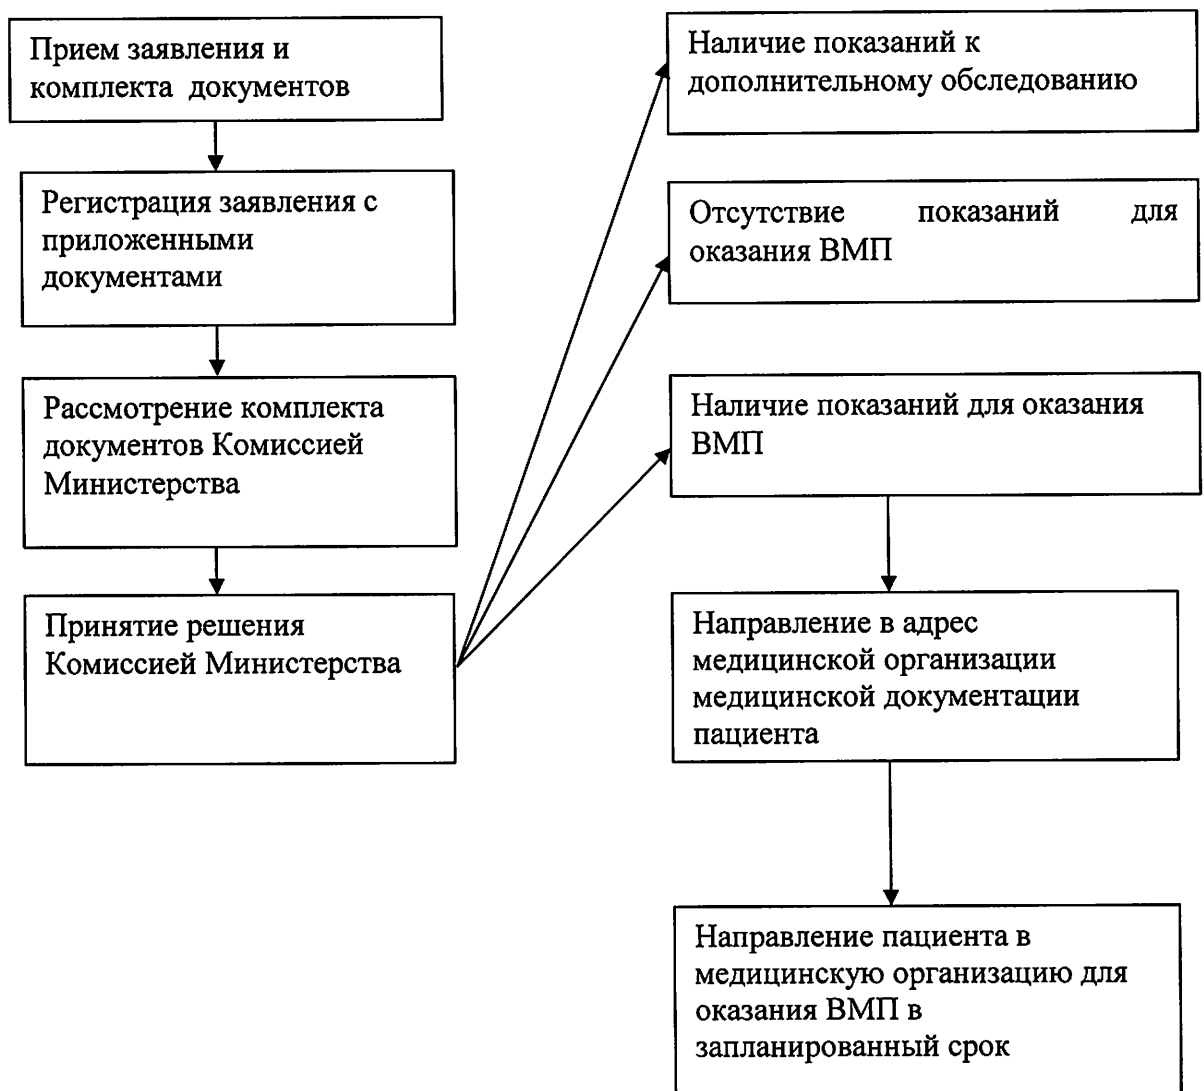 Прием заявления и
комплекта документов
Регистрация заявления с
приложенными
документами
Рассмотрение комплекта
документов Комиссией
Министерства
Принятие решения
Комиссией Министерства
Наличие показаний к
дополнительному обследованию
Отсутствие показаний для
оказания ВМП
Наличие показаний для оказания
ВМП
Направление в адрес
медицинской организации
медицинской документации
пациента
Направление пациента в
медицинскую организацию для
оказания ВМП в
запланированный срок